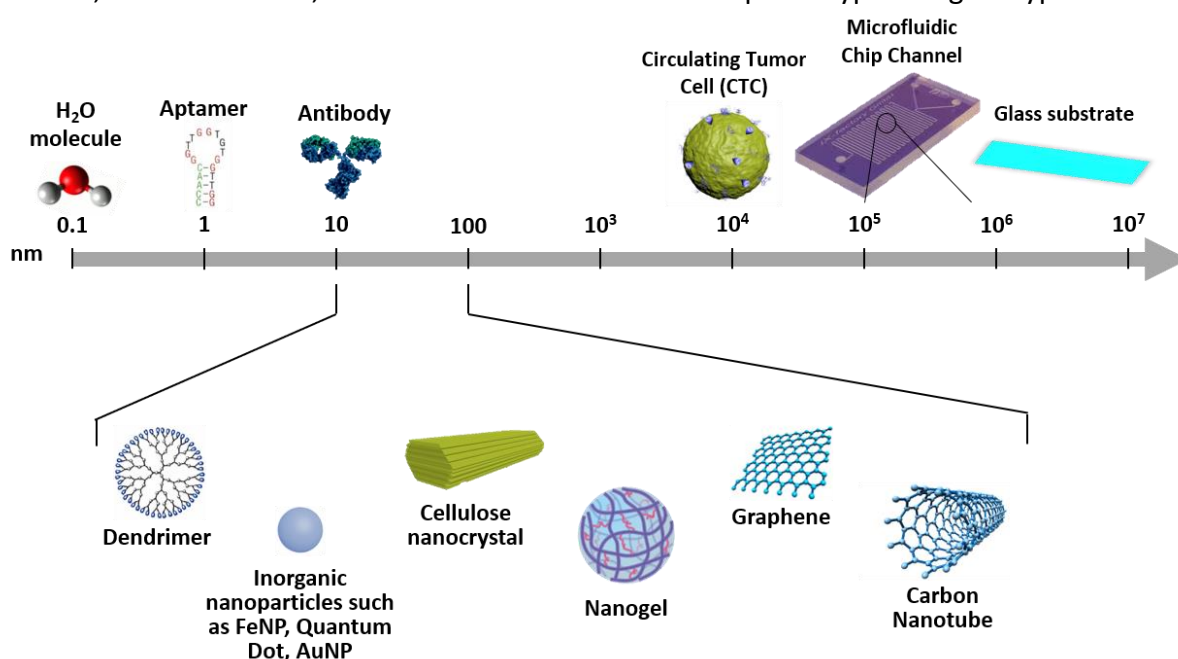 Microfluidic
Chip Channel
Circulating Tumor
Cell (CTC)
H₂O
molecule
Aptamer
Antibody
Glass substrate
0.1 1 10 100 10³ 10⁴ 10⁵ 10⁶ 10⁷
nm
Dendrimer
Inorganic
nanoparticles such
as FeNP, Quantum
Dot, AuNP
Cellulose
nanocrystal
Nanogel
Graphene
Carbon
Nanotube